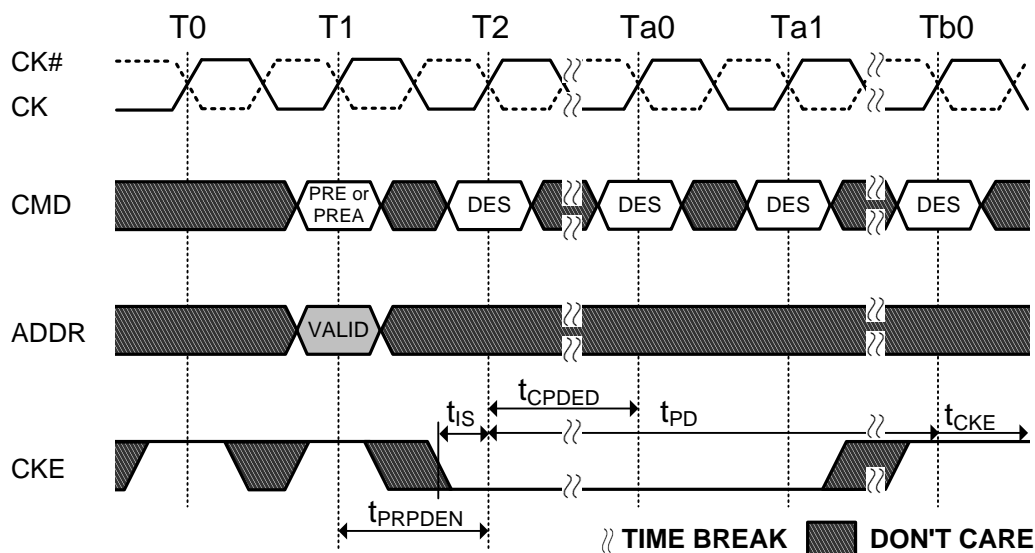 T0 T1 T2 Ta0 Ta1 Tb0
CK#
CK
CMD
PRE or
PREA
DES DES DES DES
ADDR
VALID
tCPDED
tIS tPD tCKE
CKE
tPRPDEN
TIME BREAK DON'T CARE